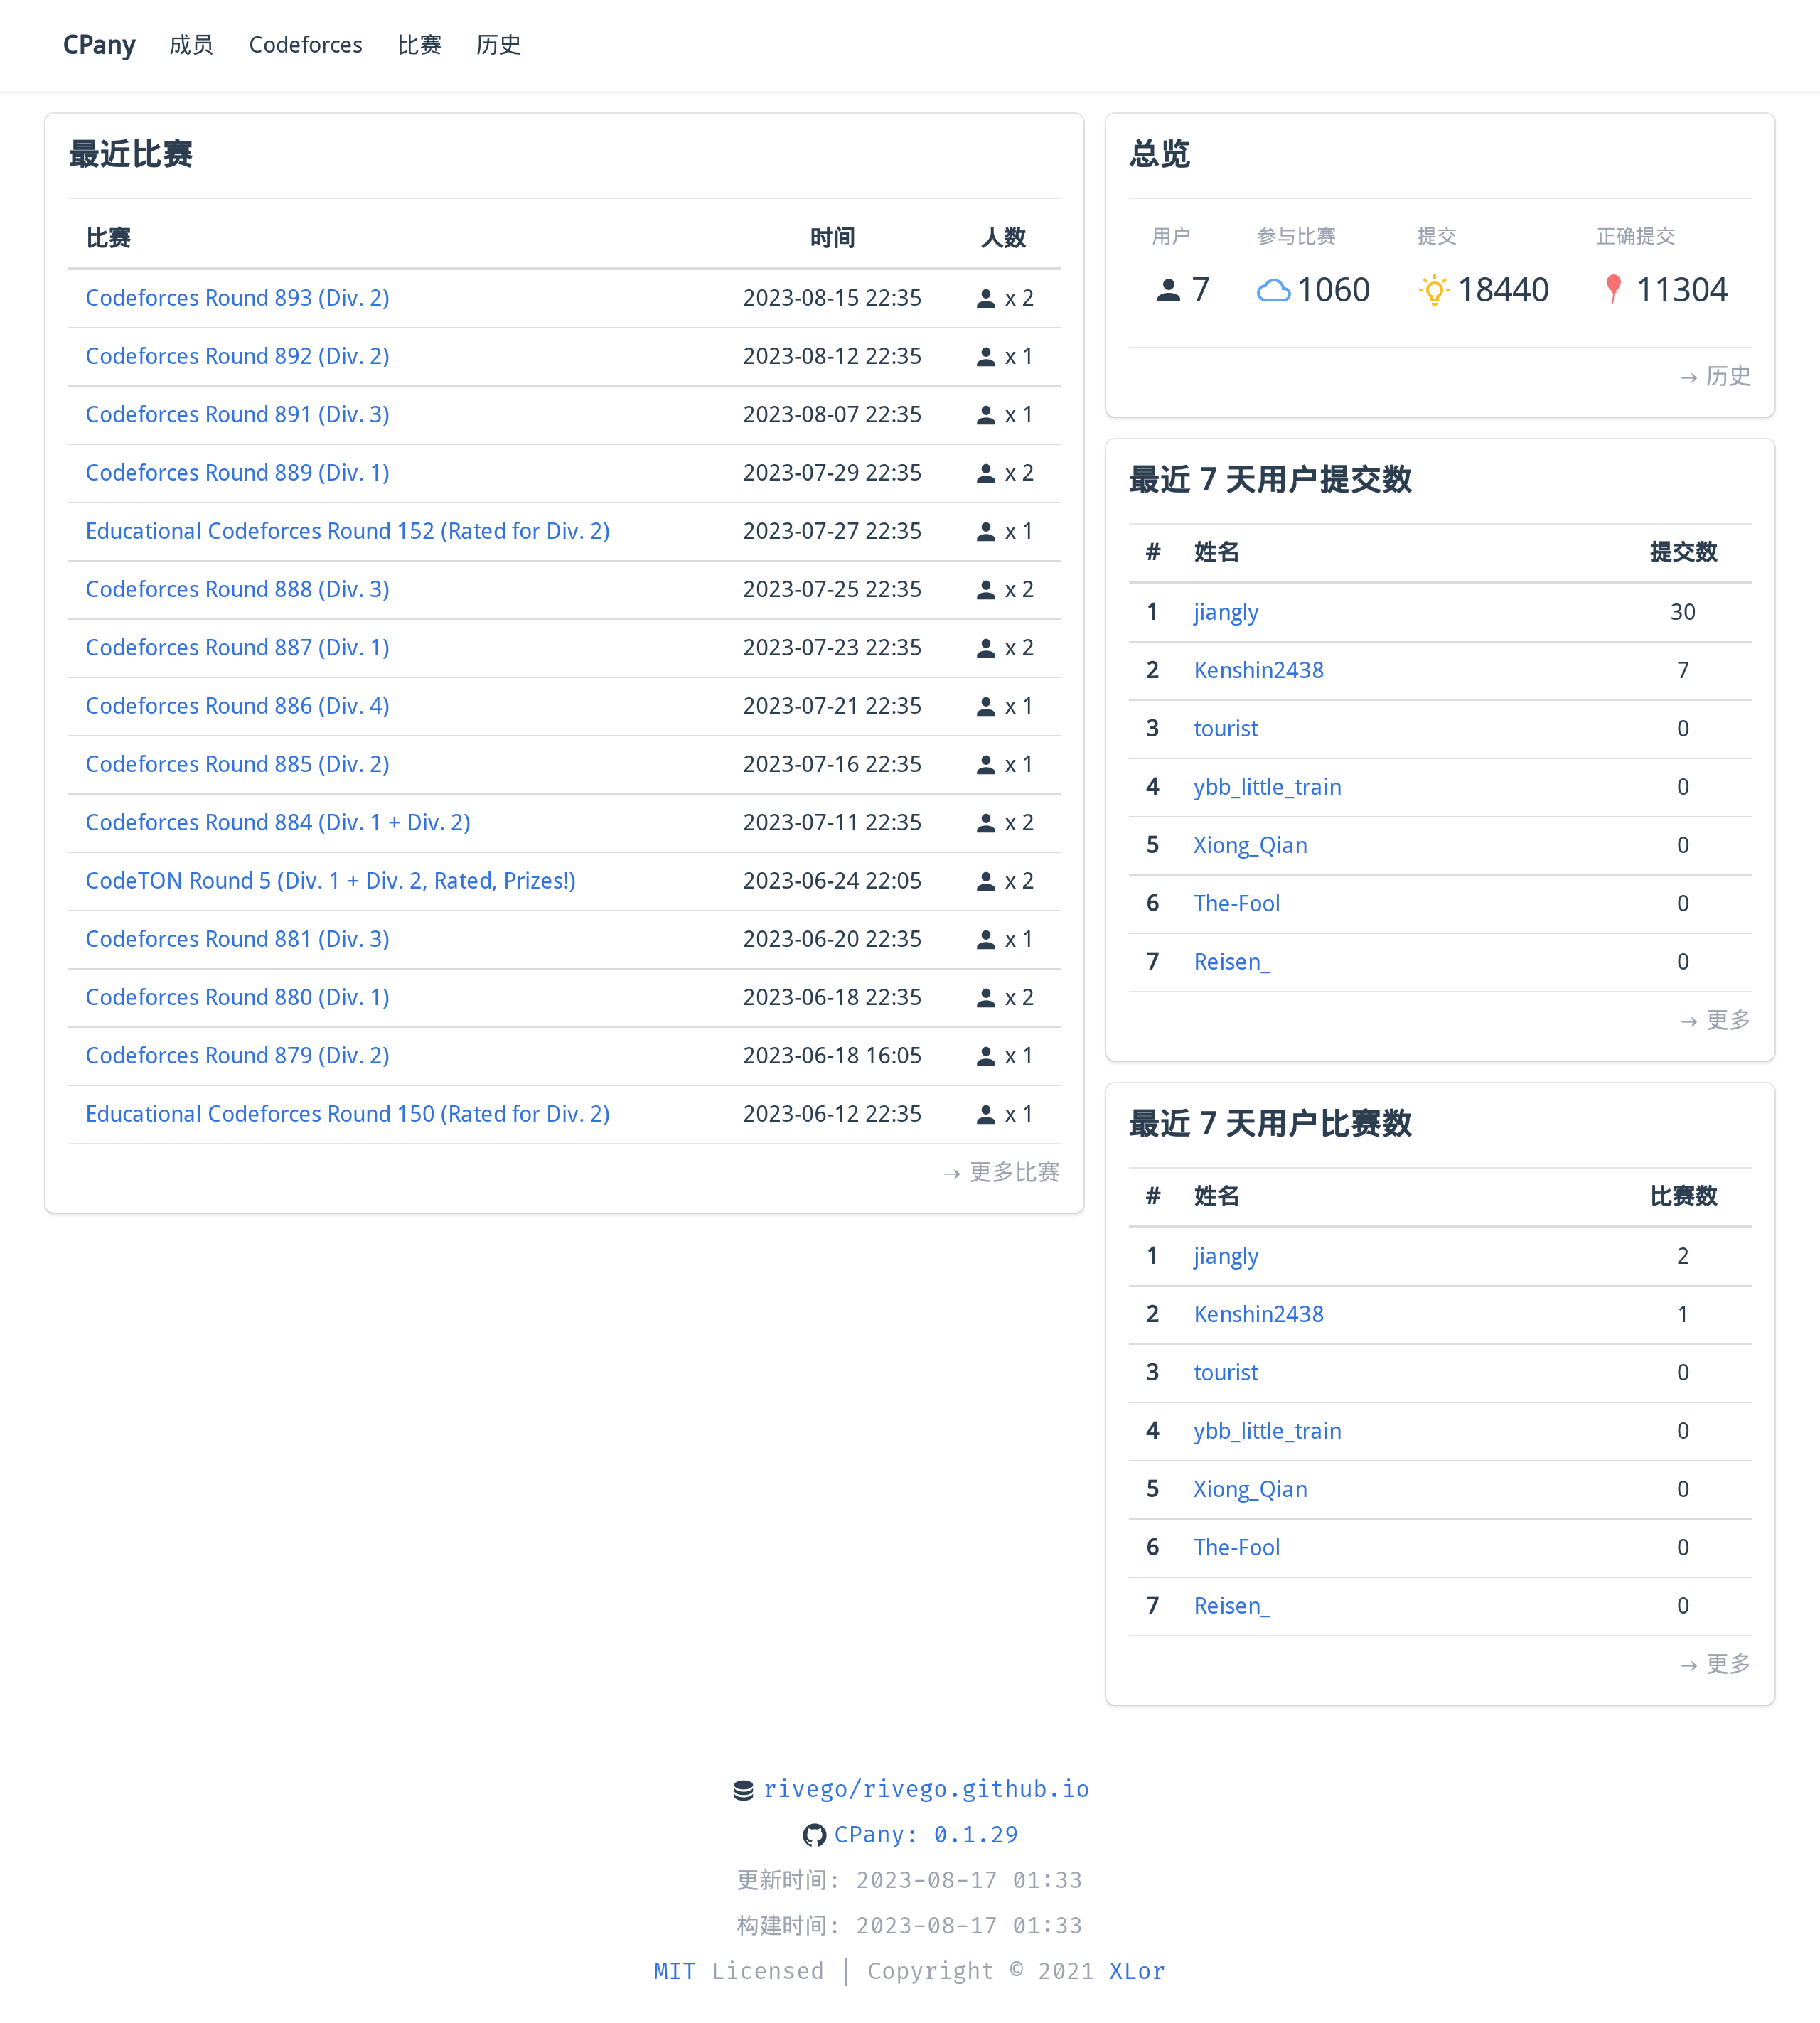 CPany 成员 Codeforces 比赛 历史
最近比赛
比赛 时间 人数
Codeforces Round 893 (Div. 2) 2023-08-15 22:35 x 2
Codeforces Round 892 (Div. 2) 2023-08-12 22:35 x 1
Codeforces Round 891 (Div. 3) 2023-08-07 22:35 x 1
Codeforces Round 889 (Div. 1) 2023-07-29 22:35 x 2
Educational Codeforces Round 152 (Rated for Div. 2) 2023-07-27 22:35 x 1
Codeforces Round 888 (Div. 3) 2023-07-25 22:35 x 2
Codeforces Round 887 (Div. 1) 2023-07-23 22:35 x 2
Codeforces Round 886 (Div. 4) 2023-07-21 22:35 x 1
Codeforces Round 885 (Div. 2) 2023-07-16 22:35 x 1
Codeforces Round 884 (Div. 1 + Div. 2) 2023-07-11 22:35 x 2
CodeTON Round 5 (Div. 1 + Div. 2, Rated, Prizes!) 2023-06-24 22:05 x 2
Codeforces Round 881 (Div. 3) 2023-06-20 22:35 x 1
Codeforces Round 880 (Div. 1) 2023-06-18 22:35 x 2
Codeforces Round 879 (Div. 2) 2023-06-18 16:05 x 1
Educational Codeforces Round 150 (Rated for Div. 2) 2023-06-12 22:35 x 1
→ 更多比赛
总览
用户 参与比赛 提交 正确提交
7 1060 18440 11304
→ 历史
最近 7 天用户提交数
# 姓名 提交数
1 jiangly 30
2 Kenshin2438 7
3 tourist 0
4 ybb_little_train 0
5 Xiong_Qian 0
6 The-Fool 0
7 Reisen_ 0
→ 更多
最近 7 天用户比赛数
# 姓名 比赛数
1 jiangly 2
2 Kenshin2438 1
3 tourist 0
4 ybb_little_train 0
5 Xiong_Qian 0
6 The-Fool 0
7 Reisen_ 0
→ 更多
rivego/rivego.github.io
CPany: 0.1.29
更新时间: 2023-08-17 01:33
构建时间: 2023-08-17 01:33
MIT Licensed | Copyright © 2021 XLor